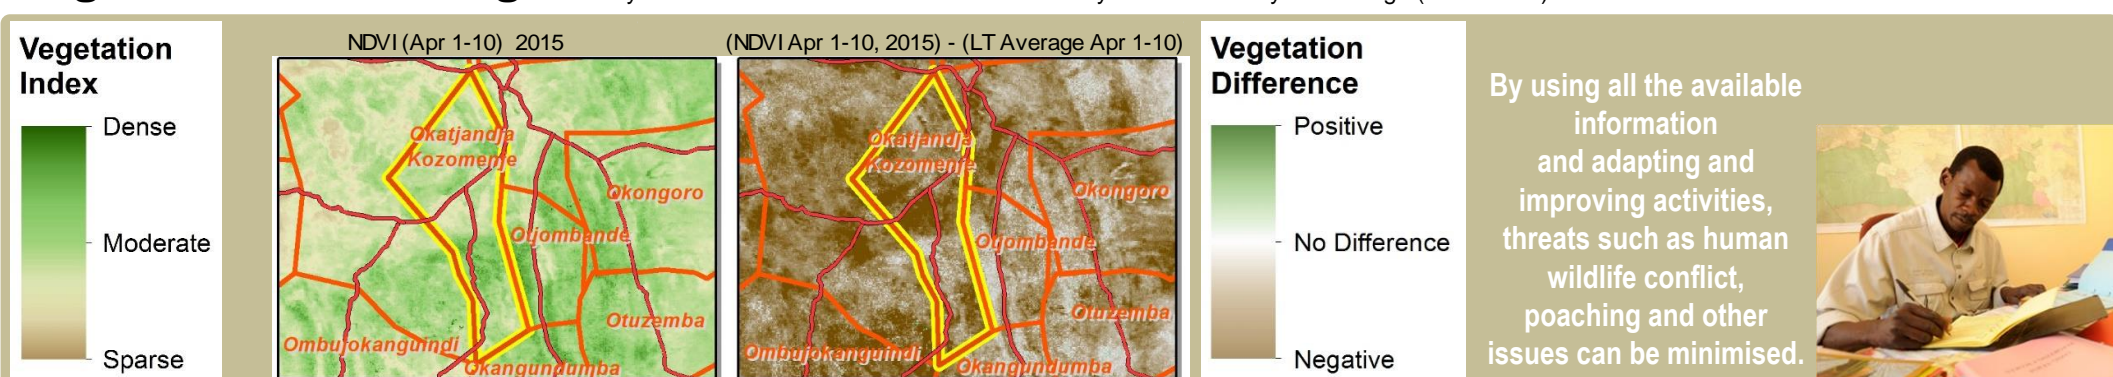 Vegetation
Index
Dense
Moderate
Sparse
NDVI (Apr 1-10) 2015
Okatjandja
Kozomenje
Okongoro
Otjombande
Otuzemba
Ombujokanguindi
Okangundumba
(NDVI Apr 1-10, 2015) - (LT Average Apr 1-10)
Okatjandja
Kozomenje
Okongoro
Otjombande
Otuzemba
Ombujokanguindi
Okangundumba
Vegetation
Difference
Positive
No Difference
Negative
By using all the available
information
and adapting and
improving activities,
threats such as human
wildlife conflict,
poaching and other
issues can be minimised.